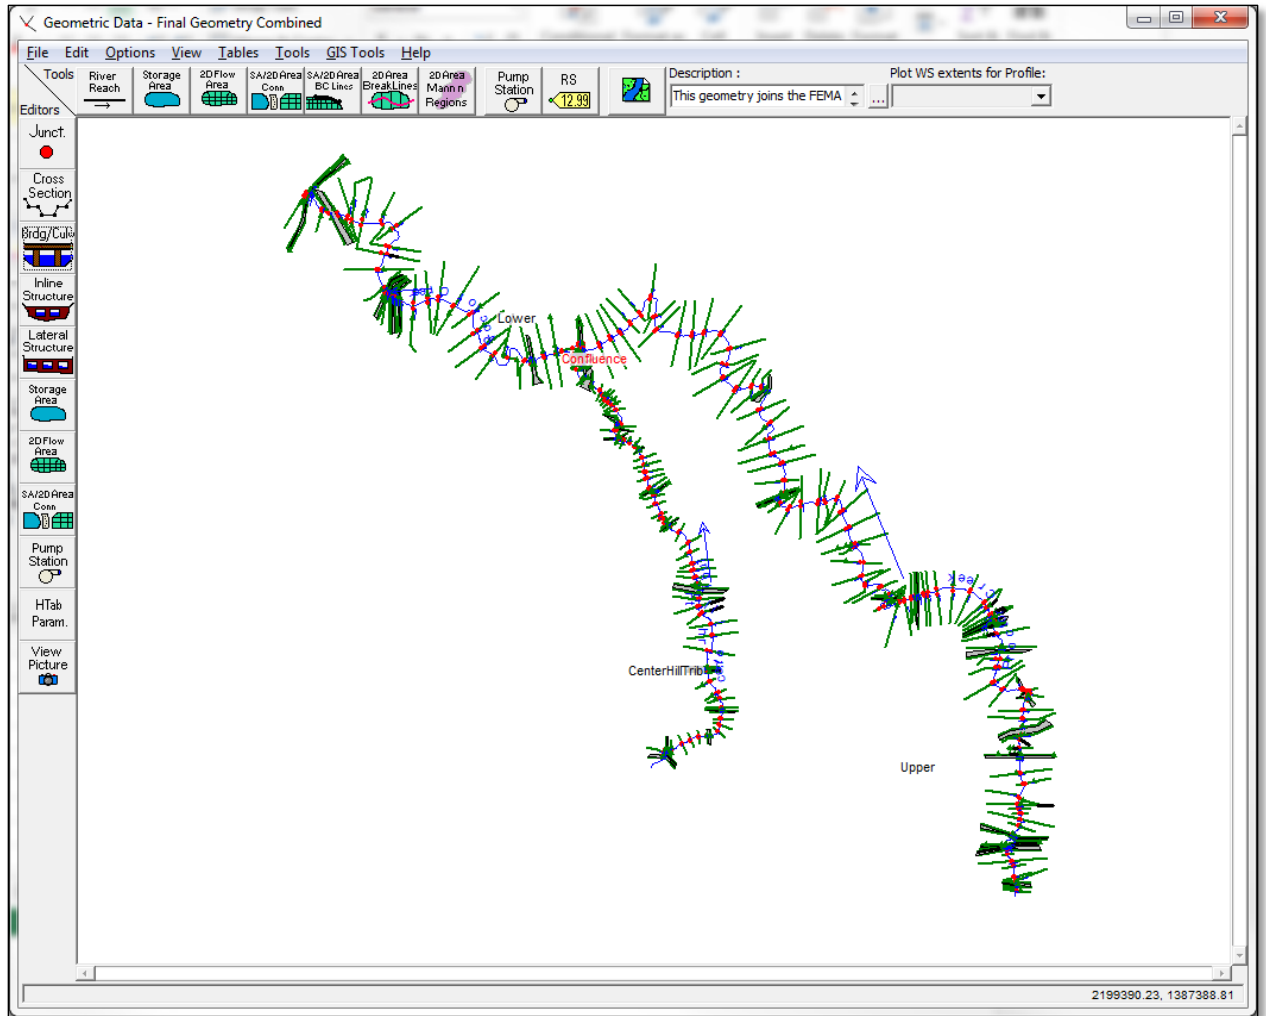 Geometric Data - Final Geometry Combined
File Edit Options View Tables Tools GIS Tools Help
Tools
Editors
River
Reach
Storage
Area
2D Flow
Area
SA/2D Area
Conn
SA/2D Area
BC Lines
2D Area
BreakLines
2D Area
Mann n
Regions
Pump
Station
RS
12.99
Description :
This geometry joins the FEMA
...
Plot WS extents for Profile:
Junct.
Cross
Section
Brdg/Culv
Inline
Structure
Lateral
Structure
Storage
Area
2D Flow
Area
SA/2D Area
Conn
Pump
Station
HTab
Param.
View
Picture
Lower
Confluence
CenterHillTrib
Creek
Upper
2199390.23, 1387388.81